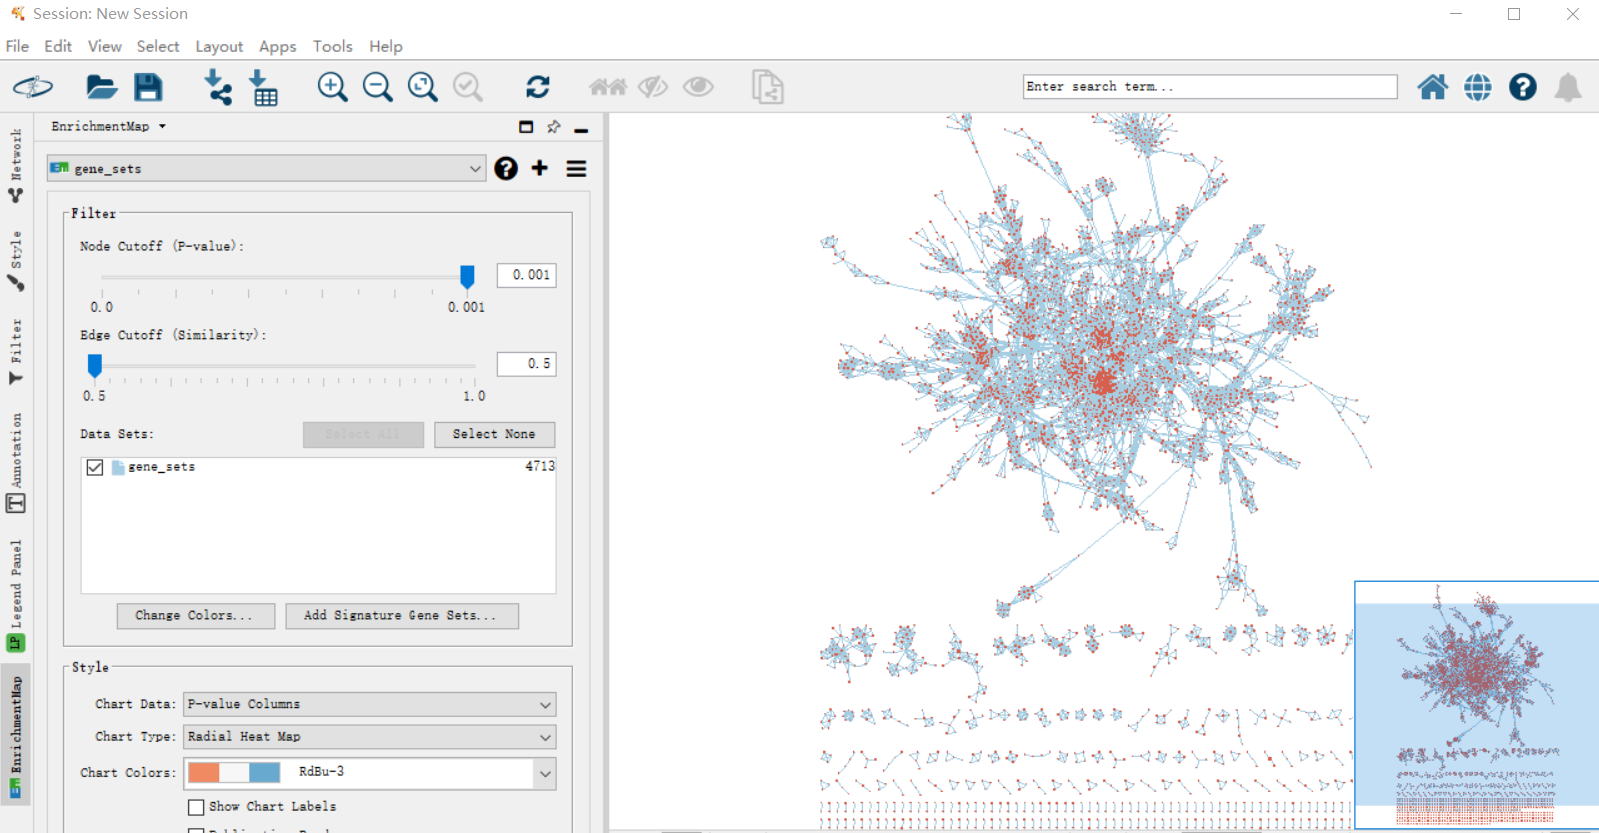 Session: New Session
File Edit View Select Layout Apps Tools Help
Enter search term...
Network
Style
Filter
Annotation
Legend Panel
LP
EnrichmentMap
EnrichmentMap
gene_sets
Filter
Node Cutoff (P-value):
0.001
0.0 0.001
Edge Cutoff (Similarity):
0.5
0.5 1.0
Data Sets: Select All Select None
gene_sets 4713
Change Colors... Add Signature Gene Sets...
Style
Chart Data: P-value Columns
Chart Type: Radial Heat Map
Chart Colors: RdBu-3
Show Chart Labels